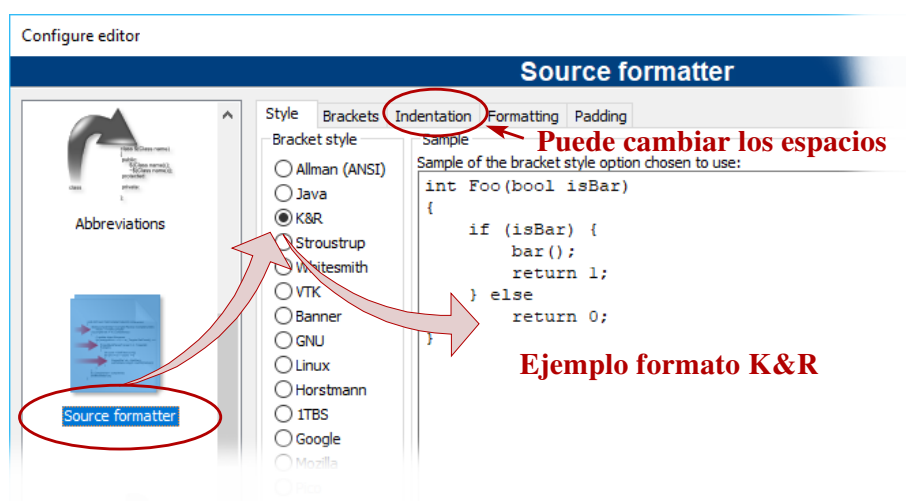 Configure editor
Source formatter
Abbreviations
Source formatter
Style Brackets Indentation Formatting Padding
Puede cambiar los espacios
Bracket style
Allman (ANSI)
Java
K&R
Stroustrup
Whitesmith
VTK
Banner
GNU
Linux
Horstmann
1TBS
Google
Mozilla
Sample
Sample of the bracket style option chosen to use:
int Foo(bool isBar)
{
    if (isBar) {
        bar();
        return 1;
    } else
        return 0;
}
Ejemplo formato K&R